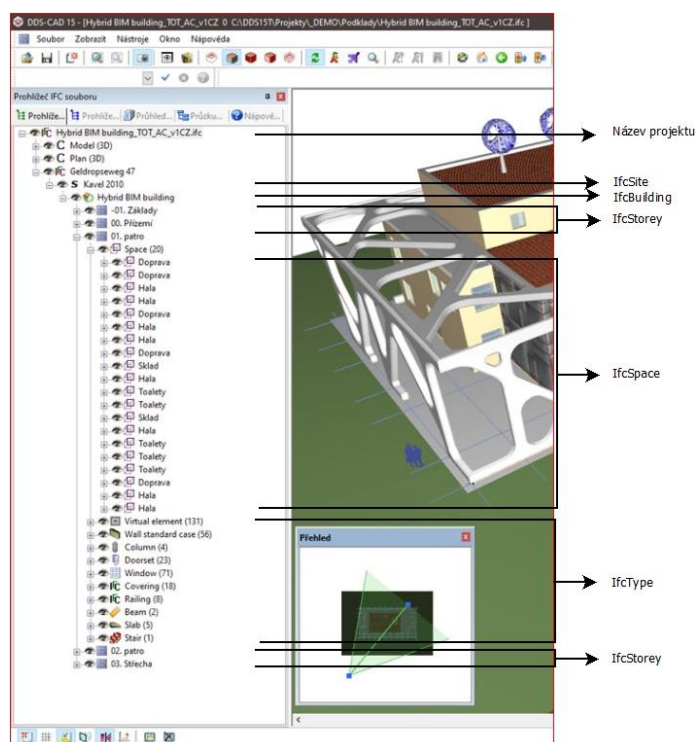 DDS-CAD 15 - [Hybrid BIM building_TOT_AC_v1CZ 0 C:\DDS15T\Projekty\_DEMO\Podklady\Hybrid BIM building_TOT_AC_v1CZ.ifc ]
Soubor Zobrazit Nástroje Okno Nápověda
Prohlížeč IFC souboru
Prohlíže... Prohlíže... Průhled... Průzku... Nápově...
Hybrid BIM building_TOT_AC_v1CZ.ifc
Model (3D)
Plan (3D)
Geldropseweg 47
Kavel 2010
Hybrid BIM building
-01. Základy
00. Přízemí
01. patro
Space (20)
Doprava
Doprava
Hala
Hala
Doprava
Hala
Hala
Doprava
Sklad
Hala
Toalety
Toalety
Sklad
Hala
Toalety
Toalety
Toalety
Doprava
Hala
Hala
Virtual element (131)
Wall standard case (56)
Column (4)
Doorset (23)
Window (71)
Covering (18)
Railing (8)
Beam (2)
Slab (5)
Stair (1)
02. patro
03. Střecha
Přehled
Název projektu
IfcSite
IfcBuilding
IfcStorey
IfcSpace
IfcType
IfcStorey